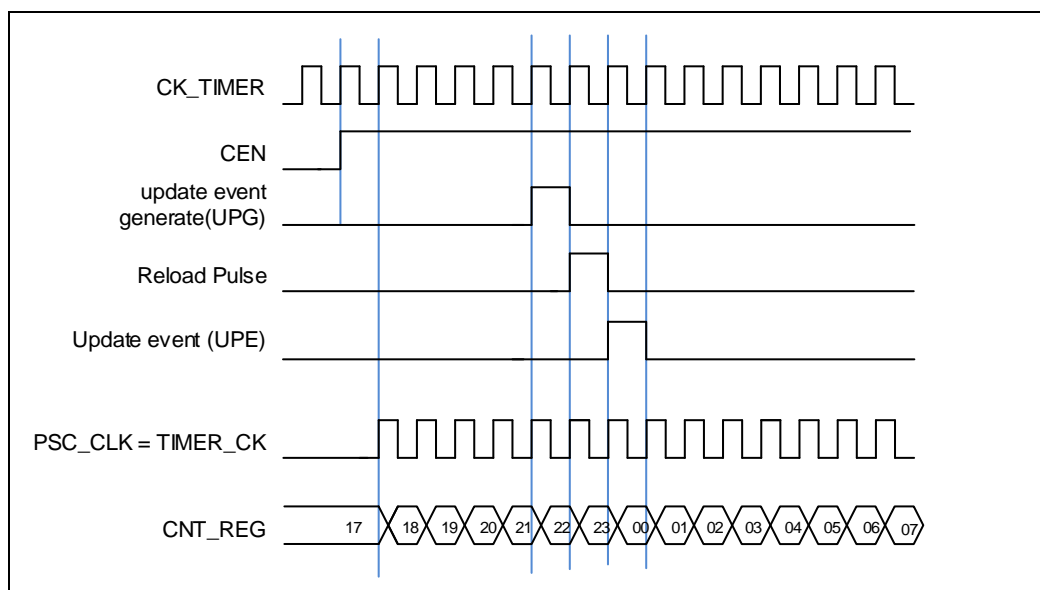 CK_TIMER
CEN
update event
generate(UPG)
Reload Pulse
Update event (UPE)
PSC_CLK = TIMER_CK
CNT_REG
17 18 19 20 21 22 23 00 01 02 03 04 05 06 07